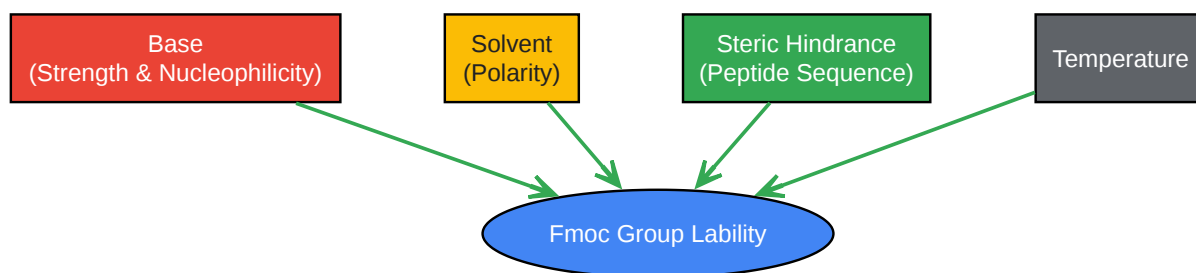 Base
(Strength & Nucleophilicity)
Solvent
(Polarity)
Steric Hindrance
(Peptide Sequence)
Temperature
Fmoc Group Lability